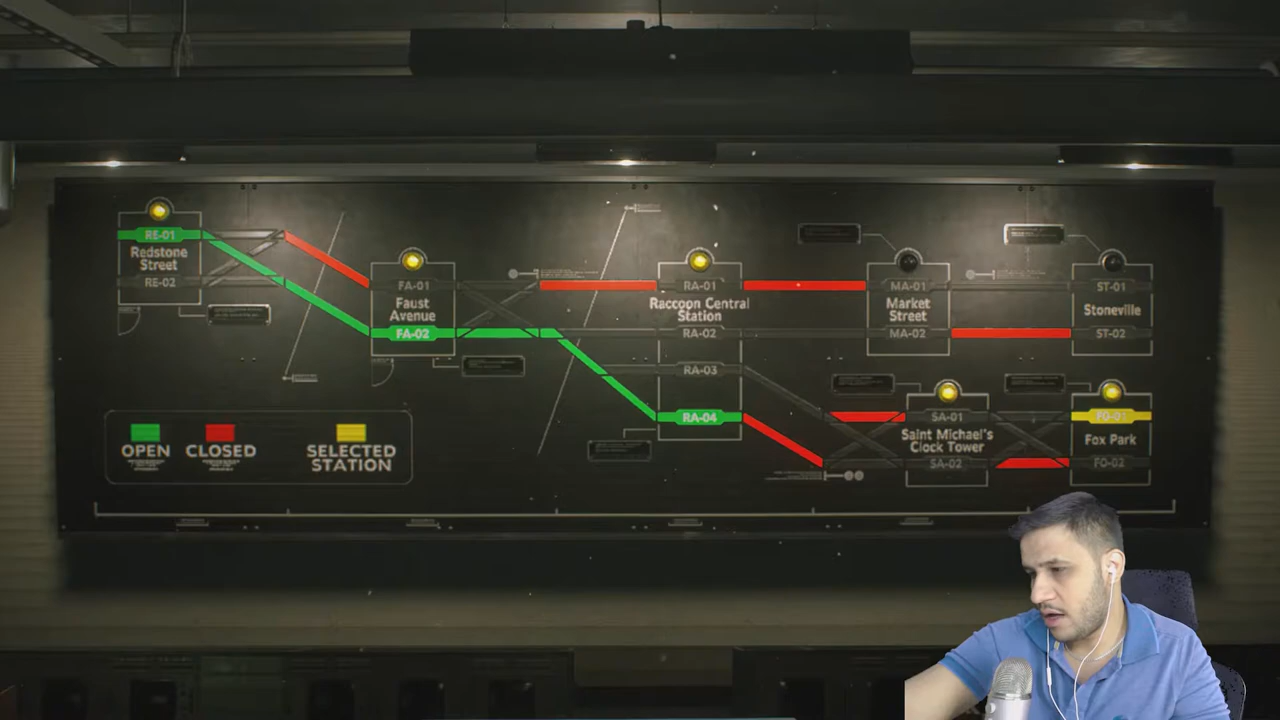 RE-01
Redstone
Street
RE-02
FA-01
Faust
Avenue
FA-02
RA-01
Raccoon Central
Station
RA-02
RA-03
RA-04
MA-01
Market
Street
MA-02
ST-01
Stoneville
ST-02
SA-01
Saint Michael's
Clock Tower
SA-02
FO-01
Fox Park
FO-02
OPEN
CLOSED
SELECTED
STATION